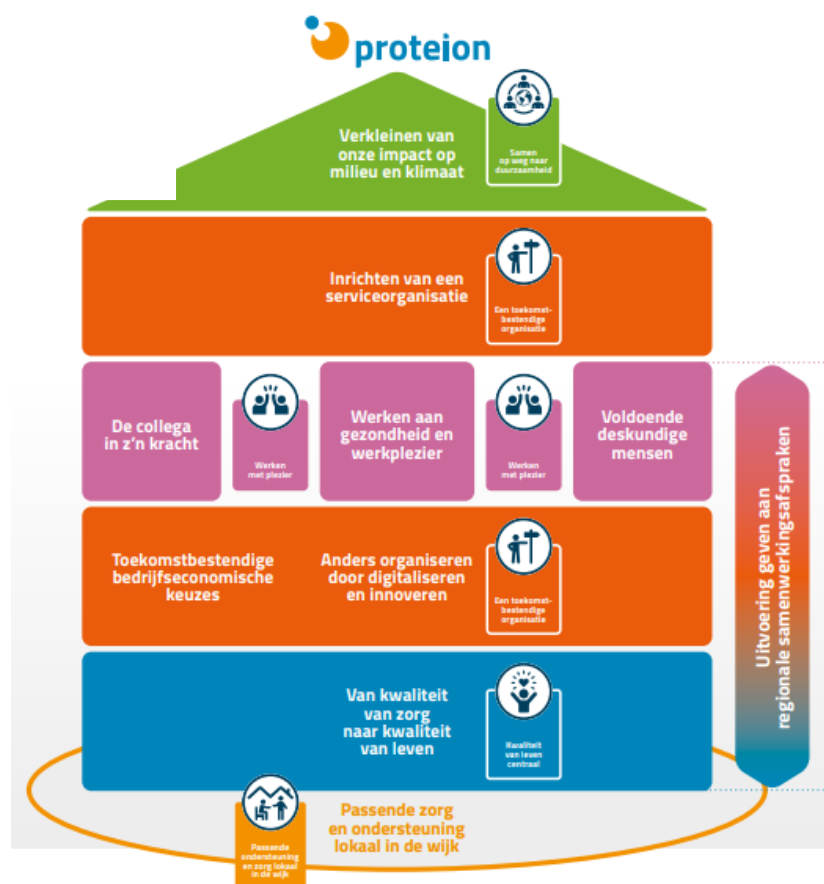 proteion
Verkleinen van
onze impact op
milieu en klimaat
Samen
op weg naar
duurzaamheid
Inrichten van een
serviceorganisatie
Een toekomst-
bestendige
organisatie
De collega
in z'n kracht
Werken
met plezier
Werken aan
gezondheid en
werkplezier
Werken
met plezier
Voldoende
deskundige
mensen
Toekomstbestendige
bedrijfseconomische
keuzes
Anders organiseren
door digitaliseren
en innoveren
Een toekomst-
bestendige
organisatie
Van kwaliteit
van zorg
naar kwaliteit
van leven
Kwaliteit
van leven
centraal
Passende
ondersteuning
en zorg lokaal
in de wijk
Passende zorg
en ondersteuning
lokaal in de wijk
Uitvoering geven aan
regionale samenwerkingsafspraken